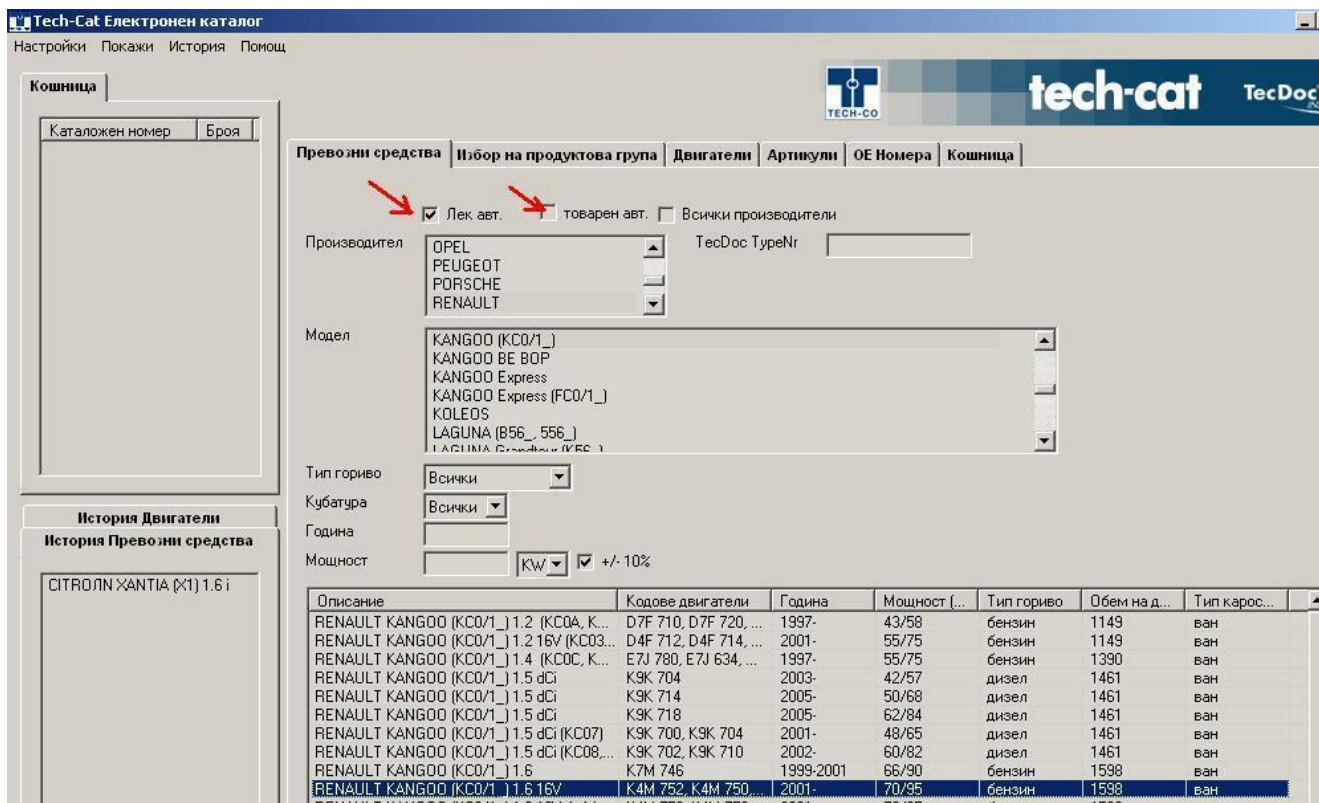 Tech-Cat Електронен каталог
Настройки Покажи История Помощ
Кошница
Каталожен номер Броя
TECH-CO
tech-cat
TecDoc
Превозни средства Избор на продуктова група Двигатели Артикули ОЕ Номера Кошница
Лек авт. товарен авт. Всички производители
Производител
OPEL
PEUGEOT
PORSCHE
RENAULT
TecDoc TypeNr
Модел
KANGOO (KC0/1_)
KANGOO BE BOP
KANGOO Express
KANGOO Express (FC0/1_)
KOLEOS
LAGUNA (B56_, 556_)
LAGUNA Grandtour (K56_)
Тип гориво Всички
Кубатура Всички
Година
Мощност KW +/- 10%
История Двигатели
История Превозни средства
CITROЛN XANTIA (X1) 1.6 i
Описание Кодове двигатели Година Мощност (... Тип гориво Обем на д... Тип карос...
RENAULT KANGOO (KC0/1_) 1.2 (KC0A, K... D7F 710, D7F 720, ... 1997- 43/58 бензин 1149 ван
RENAULT KANGOO (KC0/1_) 1.2 16V (KC03... D4F 712, D4F 714, ... 2001- 55/75 бензин 1149 ван
RENAULT KANGOO (KC0/1_) 1.4 (KC0C, K... E7J 780, E7J 634, ... 1997- 55/75 бензин 1390 ван
RENAULT KANGOO (KC0/1_) 1.5 dCi K9K 704 2003- 42/57 дизел 1461 ван
RENAULT KANGOO (KC0/1_) 1.5 dCi K9K 714 2005- 50/68 дизел 1461 ван
RENAULT KANGOO (KC0/1_) 1.5 dCi K9K 718 2005- 62/84 дизел 1461 ван
RENAULT KANGOO (KC0/1_) 1.5 dCi (KC07) K9K 700, K9K 704 2001- 48/65 дизел 1461 ван
RENAULT KANGOO (KC0/1_) 1.5 dCi (KC08,... K9K 702, K9K 710 2002- 60/82 дизел 1461 ван
RENAULT KANGOO (KC0/1_) 1.6 K7M 746 1999-2001 66/90 бензин 1598 ван
RENAULT KANGOO (KC0/1_) 1.6 16V K4M 752, K4M 750,... 2001- 70/95 бензин 1598 ван